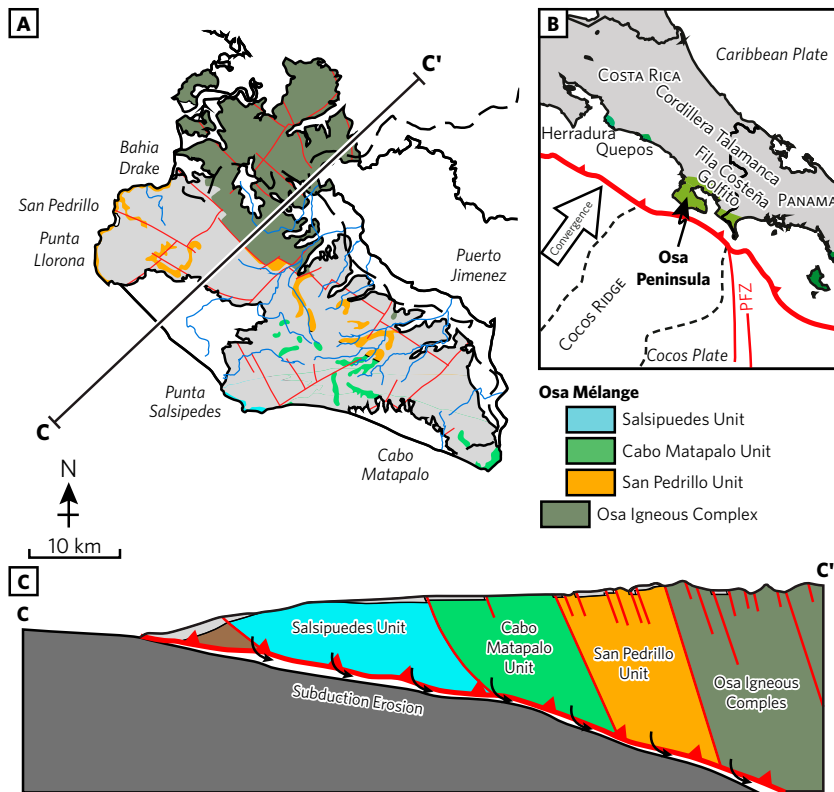 A
C'
Bahia
Drake
San Pedrillo
Punta
Llorona
Puerto
Jimenez
Punta
Salsipedes
C
Cabo
Matapalo
N
10 km
B
Caribbean Plate
COSTA RICA
Cordillera Talamanca
Herradura
Quepos
Fila Costeña
Golfito
PANAMA
Convergence
Osa
Peninsula
COCOS RIDGE
PFZ
Cocos Plate
Osa Mélange
Salsipuedes Unit
Cabo Matapalo Unit
San Pedrillo Unit
Osa Igneous Complex
C
C
C'
Salsipuedes Unit
Cabo
Matapalo
Unit
San Pedrillo
Unit
Osa Igneous
Comples
Subduction Erosion